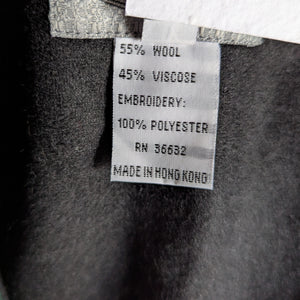 55% WOOL
45% VISCOSE
EMBROIDERY:
100% POLYESTER
RN 36632
MADE IN HONG KONG